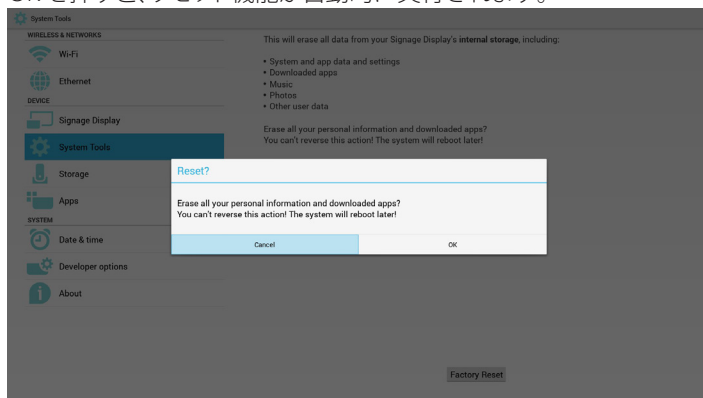 System Tools
WIRELESS & NETWORKS
Wi-Fi
Ethernet
DEVICE
Signage Display
System Tools
Storage
Apps
SYSTEM
Date & time
Developer options
About
This will erase all data from your Signage Display's internal storage, including:
• System and app data and settings
• Downloaded apps
• Music
• Photos
• Other user data
Erase all your personal information and downloaded apps?
You can't reverse this action! The system will reboot later!
Reset?
Erase all your personal information and downloaded apps?
You can't reverse this action! The system will reboot later!
Cancel
OK
Factory Reset